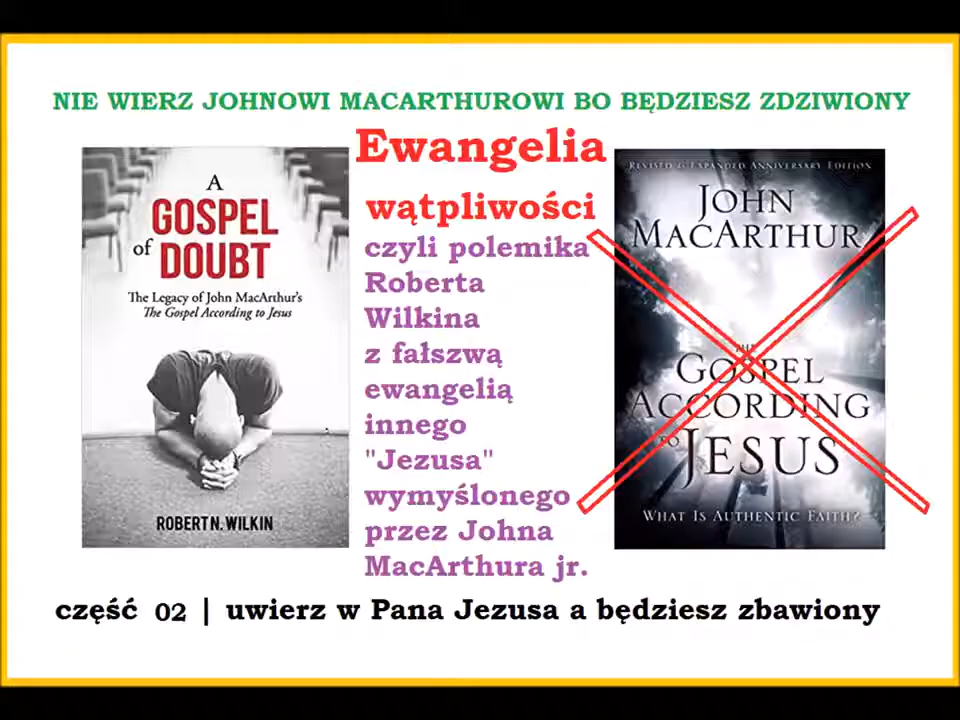 NIE WIERZ JOHNOWI MACARTHUROWI BO BĘDZIESZ ZDZIWIONY
Ewangelia
wątpliwości
czyli polemika
Roberta
Wilkina
z fałszwą
ewangelią
innego
"Jezusa"
wymyślonego
przez Johna
MacArthura jr.
A
GOSPEL
of DOUBT
The Legacy of John MacArthur's
The Gospel According to Jesus
ROBERT N. WILKIN
REVISED & EXPANDED ANNIVERSARY EDITION
JOHN
MACARTHUR
THE
GOSPEL
ACCORDING
TO JESUS
WHAT IS AUTHENTIC FAITH?
część 02 | uwierz w Pana Jezusa a będziesz zbawiony